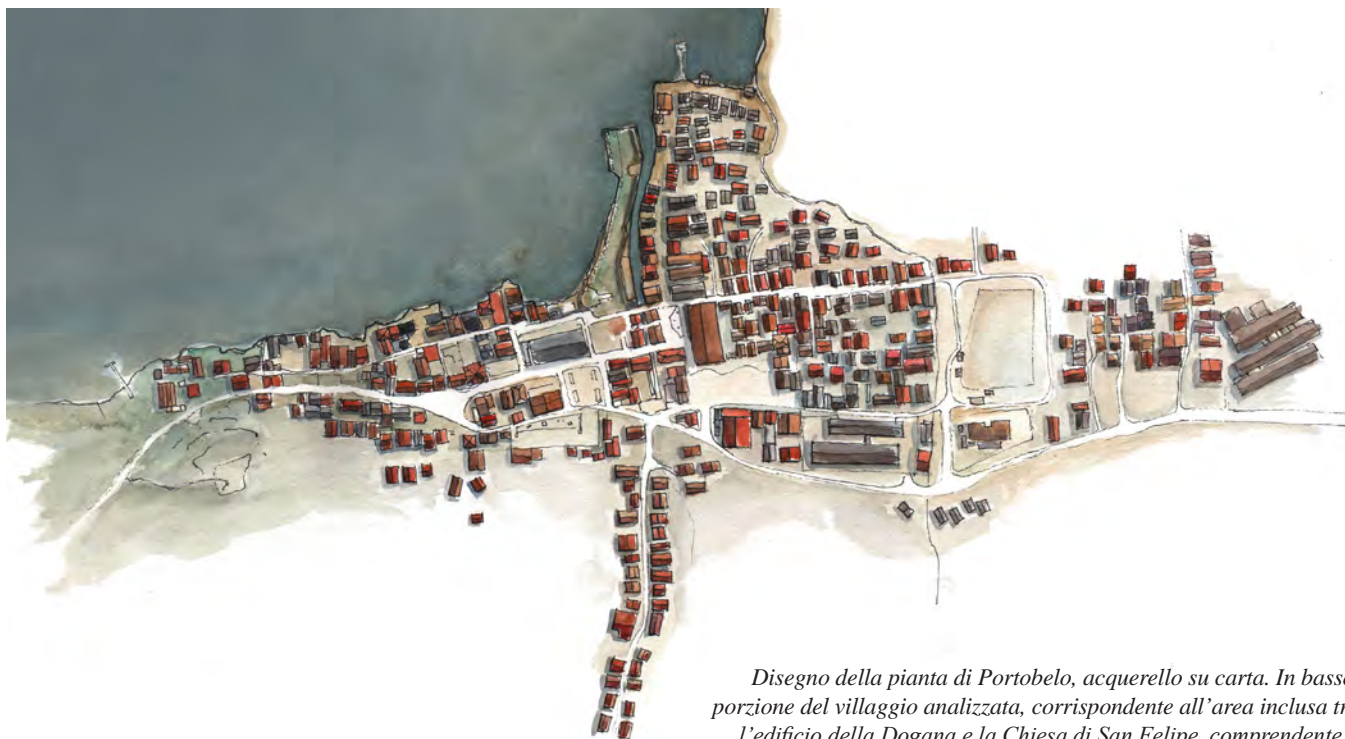 Disegno della pianta di Portobelo, acquerello su carta. In basso
porzione del villaggio analizzata, corrispondente all'area inclusa
l'edificio della Dogana e la Chiesa di San Felipe, comprendente